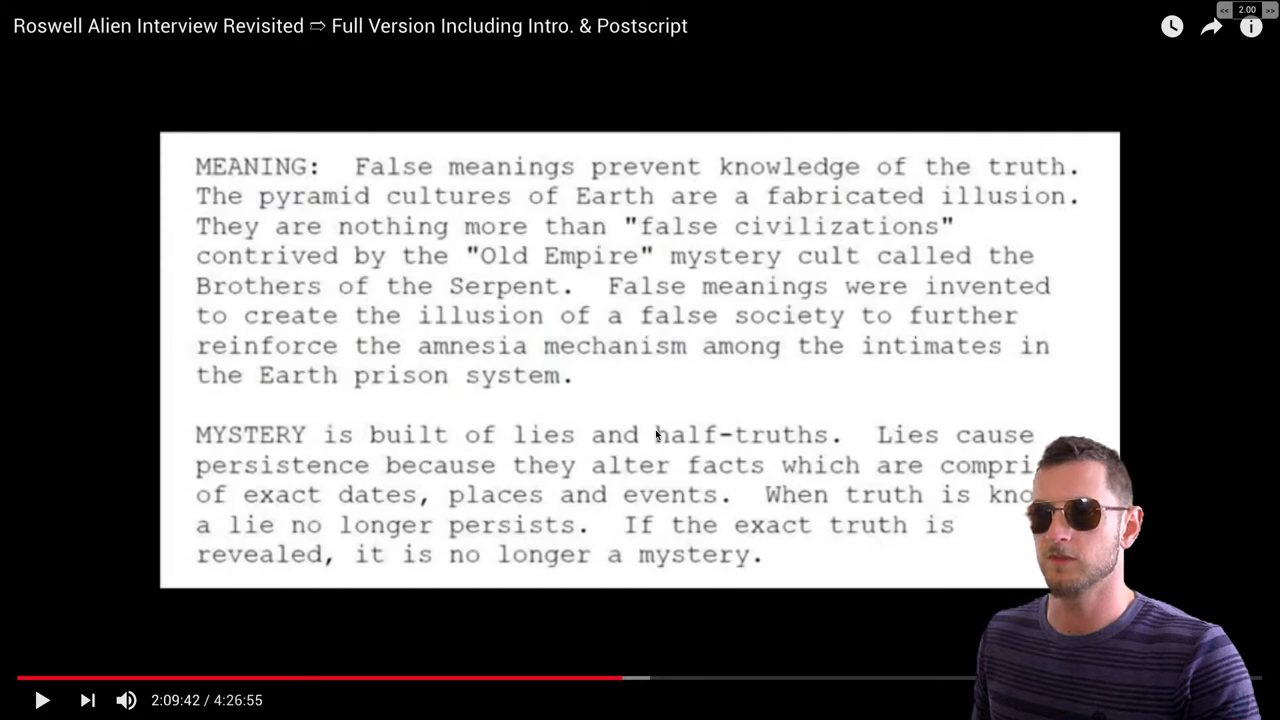 Roswell Alien Interview Revisited ⇨ Full Version Including Intro. & Postscript
<< 2.00 >>
MEANING: False meanings prevent knowledge of the truth.
The pyramid cultures of Earth are a fabricated illusion.
They are nothing more than "false civilizations"
contrived by the "Old Empire" mystery cult called the
Brothers of the Serpent. False meanings were invented
to create the illusion of a false society to further
reinforce the amnesia mechanism among the intimates in
the Earth prison system.
MYSTERY is built of lies and half-truths. Lies cause
persistence because they alter facts which are
of exact dates, places and events. When truth is
a lie no longer persists. If the exact truth is
revealed, it is no longer a mystery.
2:09:42 / 4:26:55